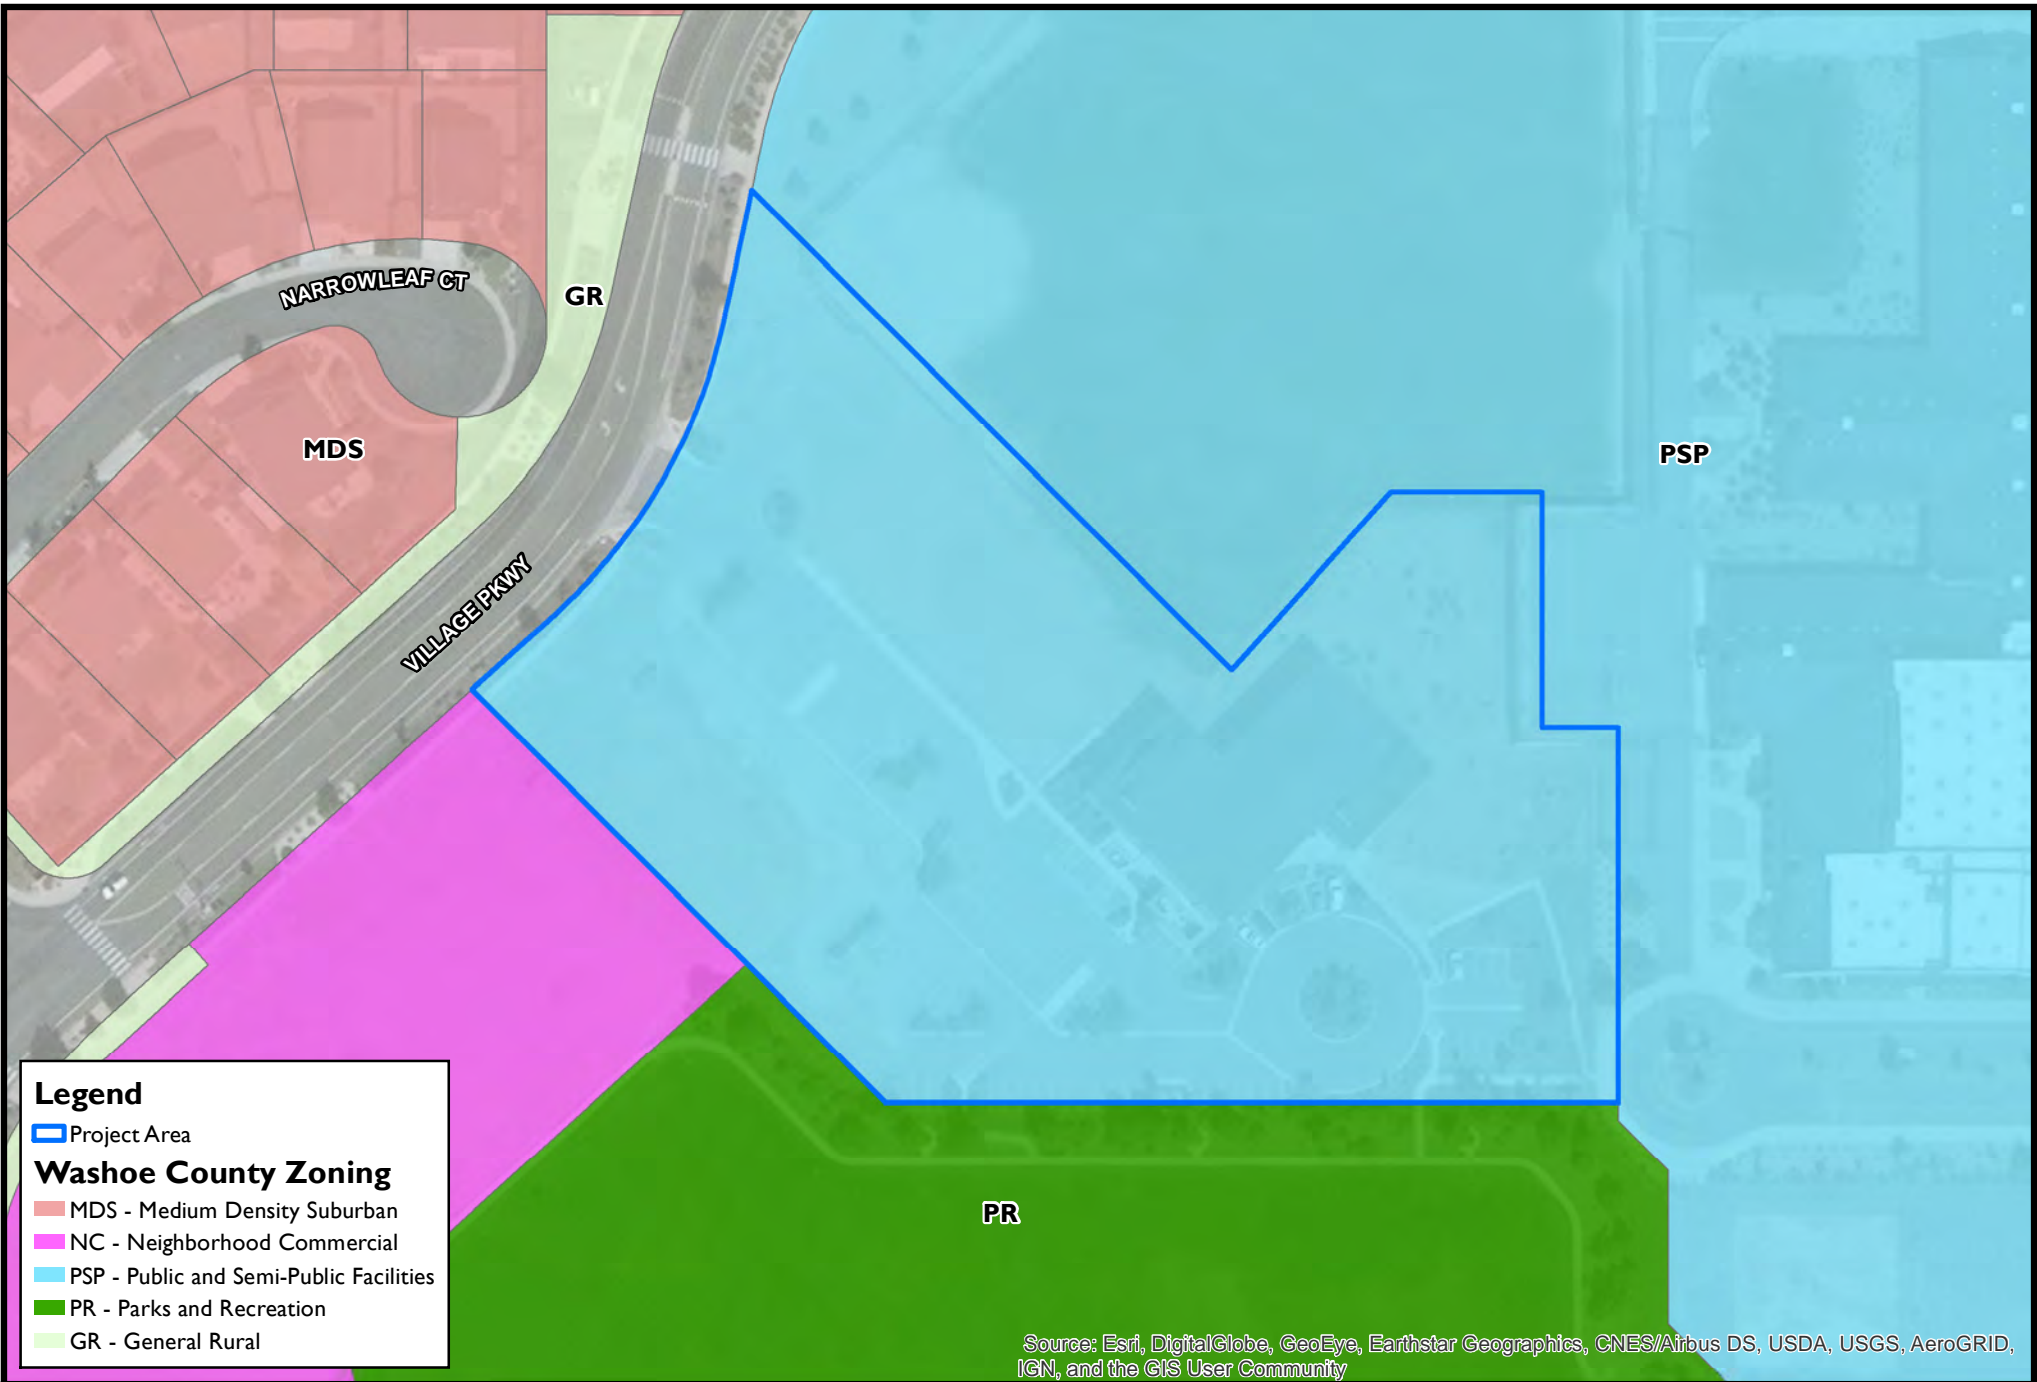 NARROWLEAF CT
GR
MDS
PSP
VILLAGE PKWY
PR
Legend
Project Area
Washoe County Zoning
MDS - Medium Density Suburban
NC - Neighborhood Commercial
PSP - Public and Semi-Public Facilities
PR - Parks and Recreation
GR - General Rural
Source: Esri, DigitalGlobe, GeoEye, Earthstar Geographics, CNES/Airbus DS, USDA, USGS, AeroGRID,
IGN, and the GIS User Community